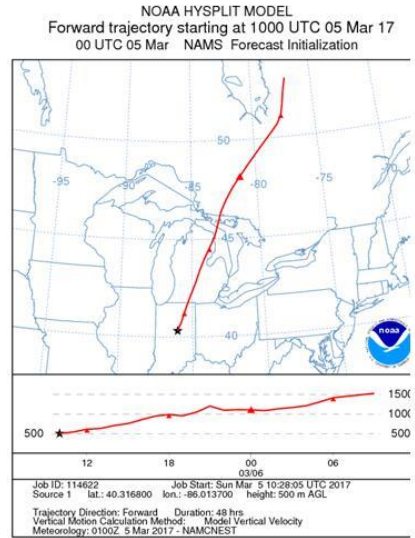 NOAA HYSPLIT MODEL
Forward trajectory starting at 1000 UTC 05 Mar 17
00 UTC 05 Mar NAMS Forecast Initialization
50
-70
-95
-90
-85
-80
-75
45
40
noaa
1500
1000
500
500
12
18
00
06
03/06
Job ID: 114622 Job Start: Sun Mar 5 10:28:05 UTC 2017
Source 1 lat.: 40.316800 lon.: -86.013700 height: 500 m AGL
Trajectory Direction: Forward Duration: 48 hrs
Vertical Motion Calculation Method: Model Vertical Velocity
Meteorology: 0100Z 5 Mar 2017 - NAMCNEST